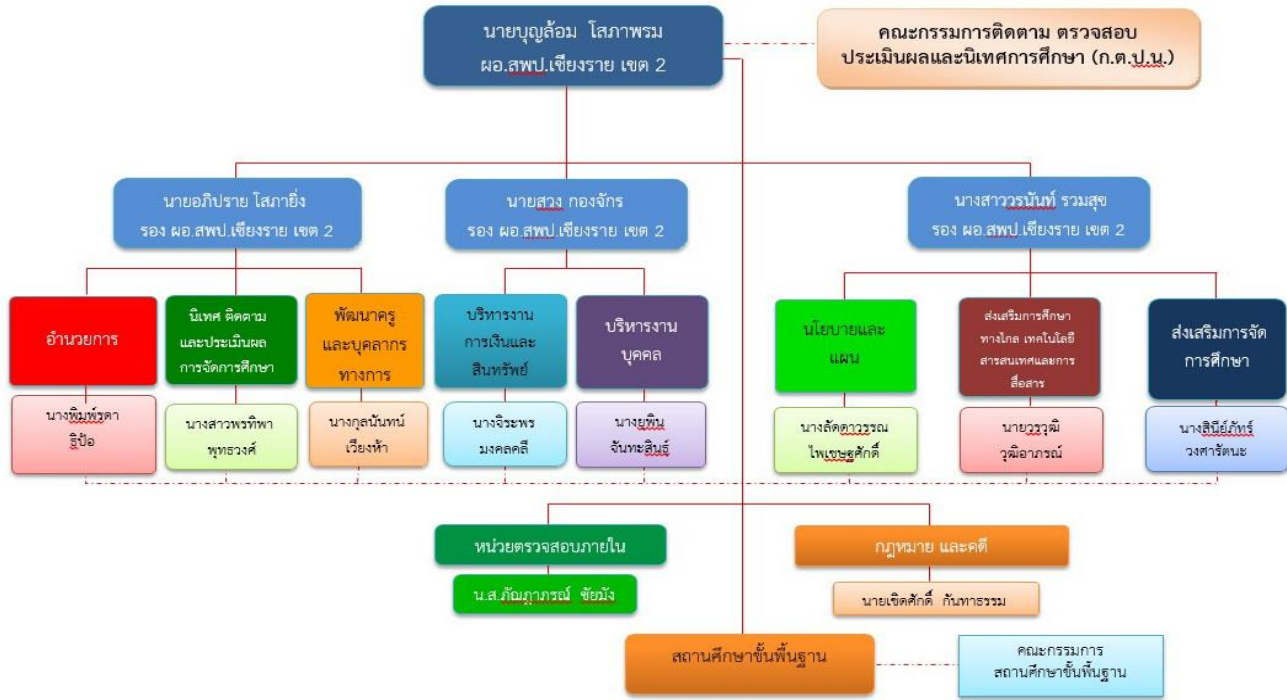 นายบุญล้อม โสภาพรม
ผอ.สพป.เชียงราย เขต 2
คณะกรรมการติดตาม ตรวจสอบ
ประเมินผลและนิเทศการศึกษา (ก.ต.ป.น.)
นายอภิปราย โสภายิ่ง
รอง ผอ.สพป.เชียงราย เขต 2
นายสวง กองจักร
รอง ผอ.สพป.เชียงราย เขต 2
นางสาววรนันท์ รวมสุข
รอง ผอ.สพป.เชียงราย เขต 2
อำนวยการ
นิเทศ ติดตาม
และประเมินผล
การจัดการศึกษา
พัฒนาครู
และบุคลากร
ทางการ
บริหารงาน
การเงินและ
สินทรัพย์
บริหารงาน
บุคคล
นโยบายและ
แผน
ส่งเสริมการศึกษา
ทางไกล เทคโนโลยี
สารสนเทศและการ
สื่อสาร
ส่งเสริมการจัด
การศึกษา
นางพิมพ์รดา
ธิป้อ
นางสาวพรทิพา
พุทธวงศ์
นางกุลนันทน์
เวียงห้า
นางจิระพร
มงคลคลี
นางยุพิน
จันทะสินธุ์
นางลัดดาวรรณ
ไพเชษฐศักดิ์
นายวรวุฒิ
วุฒิอาภรณ์
นางสินีย์ภัทร์
วงศารัตนะ
หน่วยตรวจสอบภายใน
กฎหมาย และคดี
น.ส.ภัณฎาภรณ์ ชัยมัง
นายเชิดศักดิ์ กันทาธรรม
สถานศึกษาขั้นพื้นฐาน
คณะกรรมการ
สถานศึกษาขั้นพื้นฐาน